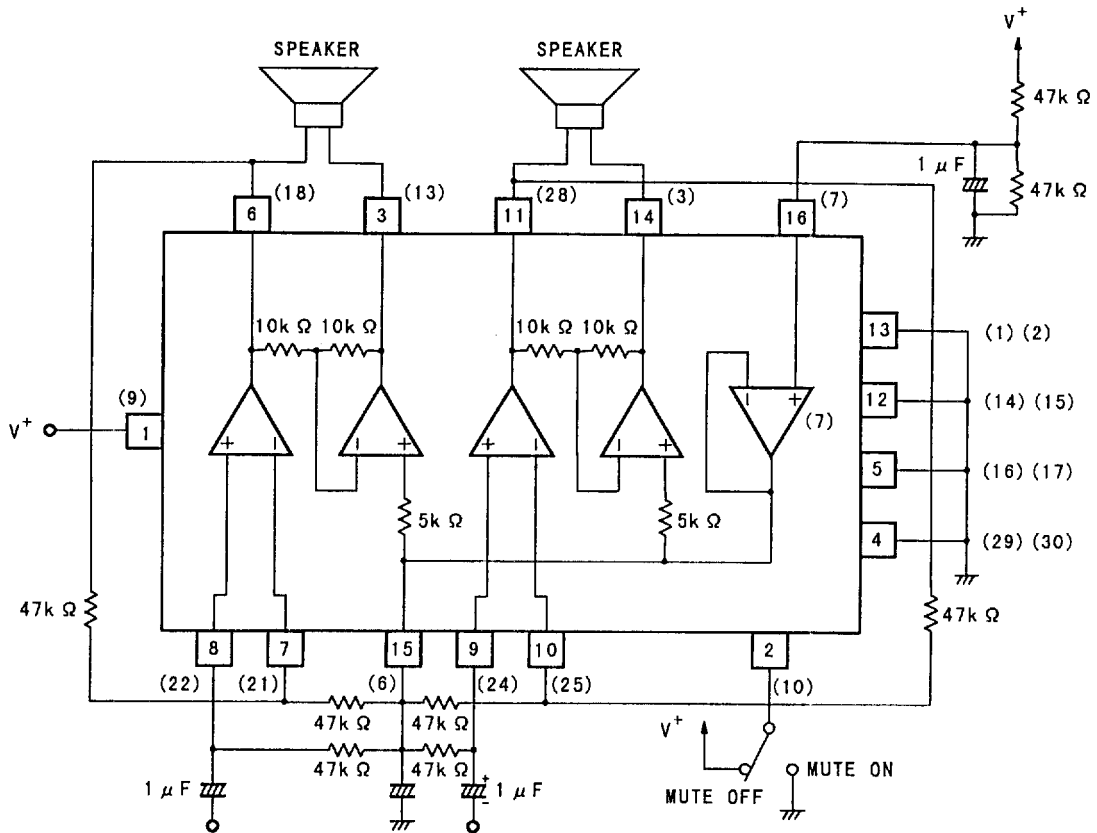 V+
SPEAKER SPEAKER
47k Ω
1 μF
47k Ω
(18) (13) (28) (3) (7)
6 3 11 14 16
10k Ω 10k Ω 10k Ω 10k Ω
13 (1) (2)
(9)
V+ 1
12 (14) (15)
+ - - + + - - + - +
(7)
5 (16) (17)
5k Ω 5k Ω
4 (29) (30)
47k Ω 47k Ω
8 7 15 9 10 2
(22) (21) (6) (24) (25) (10)
47k Ω 47k Ω
V+
47k Ω 47k Ω
1 μF + - 1 μF
MUTE ON
MUTE OFF